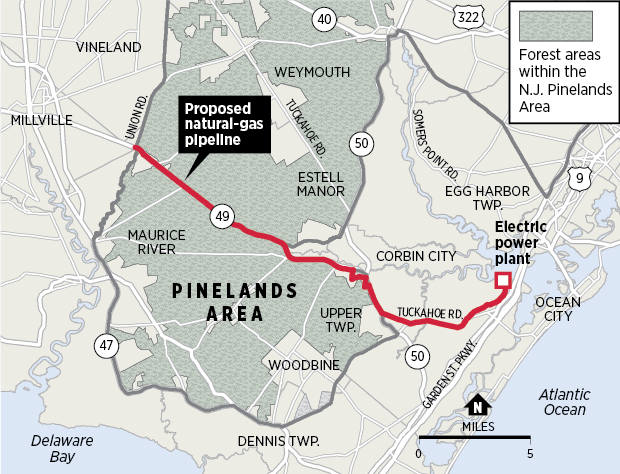 40
322
VINELAND
WEYMOUTH
Forest areas
within the
N.J. Pinelands
Area
MILLVILLE
UNION RD.
Proposed
natural-gas
pipeline
TUCKAHOE RD
50
SOMERS POINT RD.
9
ESTELL
MANOR
EGG HARBOR
TWP.
49
Electric
power
plant
MAURICE
RIVER
CORBIN CITY
PINELANDS
AREA
UPPER
TWP.
TUCKAHOE RD.
OCEAN
CITY
47
WOODBINE
50
GARDEN ST. PKWY.
Atlantic
Ocean
N
MILES
0
5
Delaware
Bay
DENNIS TWP.